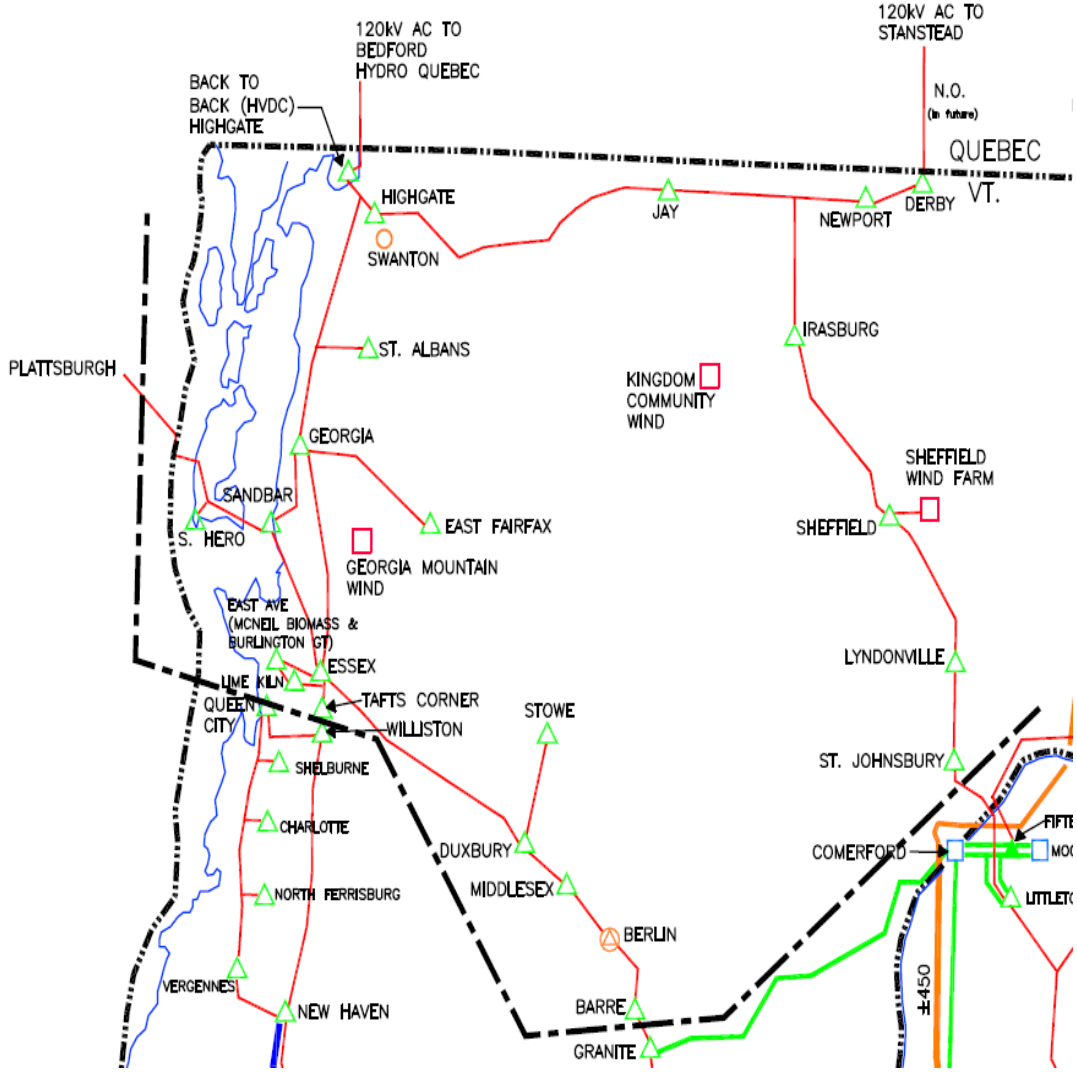 120kV AC TO
BEDFORD
HYDRO QUEBEC
120kV AC TO
STANSTEAD
BACK TO
BACK (HVDC)
HIGHGATE
N.O.
(in future)
QUEBEC
VT.
HIGHGATE
SWANTON
JAY
NEWPORT
DERBY
IRASBURG
ST. ALBANS
PLATTSBURGH
KINGDOM
COMMUNITY
WIND
GEORGIA
SHEFFIELD
WIND FARM
SANDBAR
S. HERO
EAST FAIRFAX
SHEFFIELD
GEORGIA MOUNTAIN
WIND
EAST AVE
(MCNEIL BIOMASS &
BURLINGTON GT)
ESSEX
LIME KILN
LYNDONVILLE
QUEEN
CITY
TAFTS CORNER
WILLISTON
STOWE
SHELBURNE
ST. JOHNSBURY
CHARLOTTE
DUXBURY
COMERFORD
FIFTE
MOO
MIDDLESEX
NORTH FERRISBURG
LITTLETO
BERLIN
VERGENNES
±450
NEW HAVEN
BARRE
GRANITE